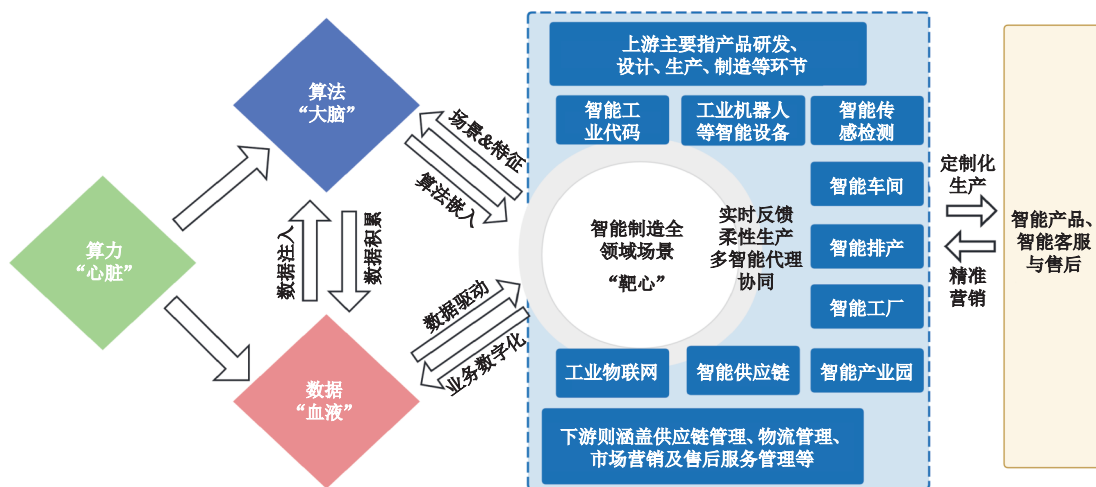 算力
“心脏”
算法
“大脑”
数据
“血液”
数据注入
数据积累
场景&特征
算法嵌入
数据驱动
业务数字化
上游主要指产品研发、
设计、生产、制造等环节
智能工
业代码
工业机器人
等智能设备
智能传
感检测
智能制造全
领域场景
“靶心”
实时反馈
柔性生产
多智能代理
协同
智能车间
智能排产
智能工厂
工业物联网
智能供应链
智能产业园
下游则涵盖供应链管理、物流管理、
市场营销及售后服务管理等
定制化
生产
精准
营销
智能产品、
智能客服
与售后